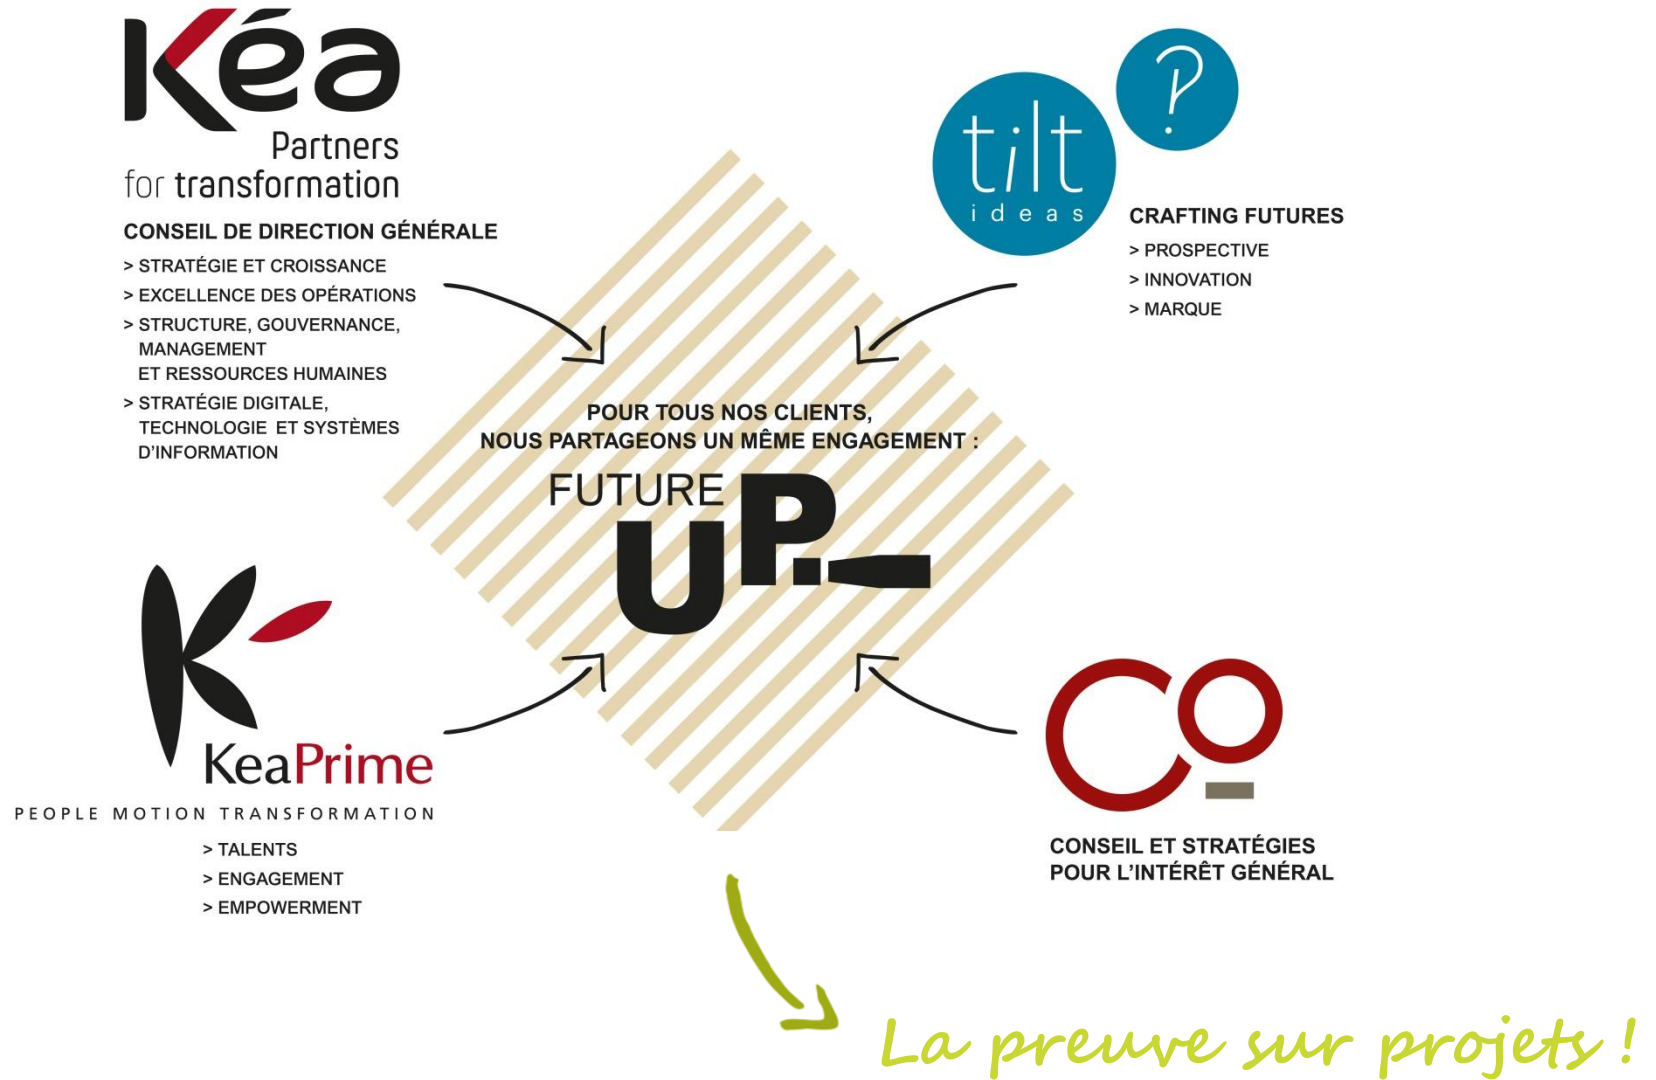 Kéa
Partners
for transformation
CONSEIL DE DIRECTION GÉNÉRALE
> STRATÉGIE ET CROISSANCE
> EXCELLENCE DES OPÉRATIONS
> STRUCTURE, GOUVERNANCE,
MANAGEMENT
ET RESSOURCES HUMAINES
> STRATÉGIE DIGITALE,
TECHNOLOGIE ET SYSTÈMES
D'INFORMATION
tilt
ideas
?
CRAFTING FUTURES
> PROSPECTIVE
> INNOVATION
> MARQUE
POUR TOUS NOS CLIENTS,
NOUS PARTAGEONS UN MÊME ENGAGEMENT :
FUTURE
UP.
K
KeaPrime
PEOPLE MOTION TRANSFORMATION
> TALENTS
> ENGAGEMENT
> EMPOWERMENT
CO
CONSEIL ET STRATÉGIES
POUR L'INTÉRÊT GÉNÉRAL
La preuve sur projets !